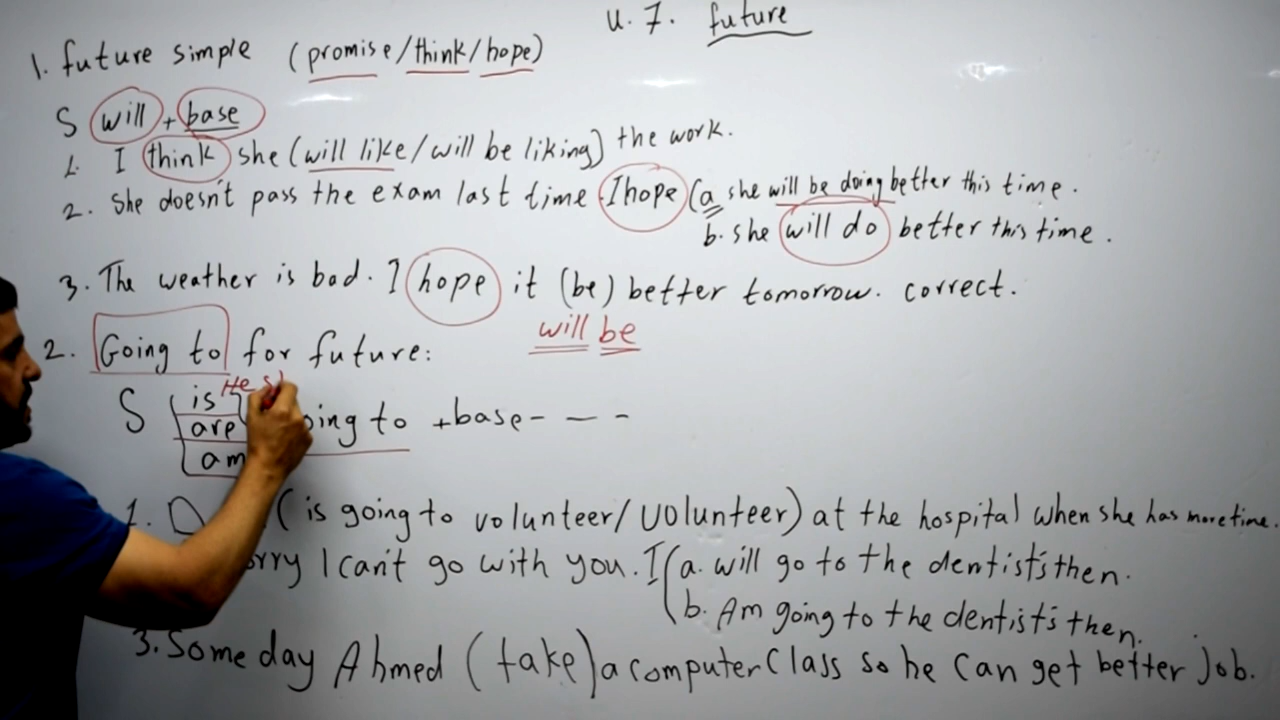 U. 7. future
1. future simple (promise/think/hope)
S will + base
1. I think she (will like/will be liking) the work.
2. She doesn't pass the exam last time. I hope (a she will be doing better this time.
b. she will do better this time.
3. The weather is bad. I hope it (be) better tomorrow. correct.
will be
2. Going to for future:
S is He
are oing to + base - - -
am
1. D (is going to volunteer/volunteer) at the hospital when she has more time.
orry I can't go with you. I (a. will go to the dentist's then.
b. Am going to the dentist's then.
3. Someday Ahmed (take) a computer class so he can get better job.